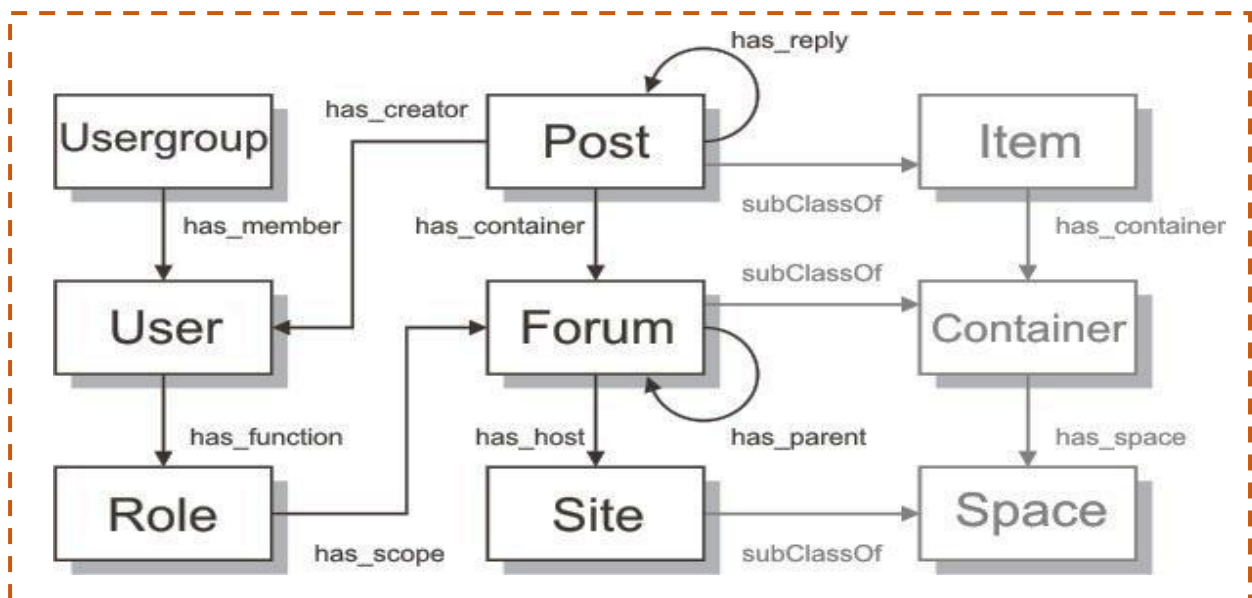 has_reply
has_creator
Usergroup
Post
Item
subClassOf
has_member
has_container
has_container
subClassOf
User
Forum
Container
has_function
has_host
has_parent
has_space
Role
Site
Space
has_scope
subClassOf